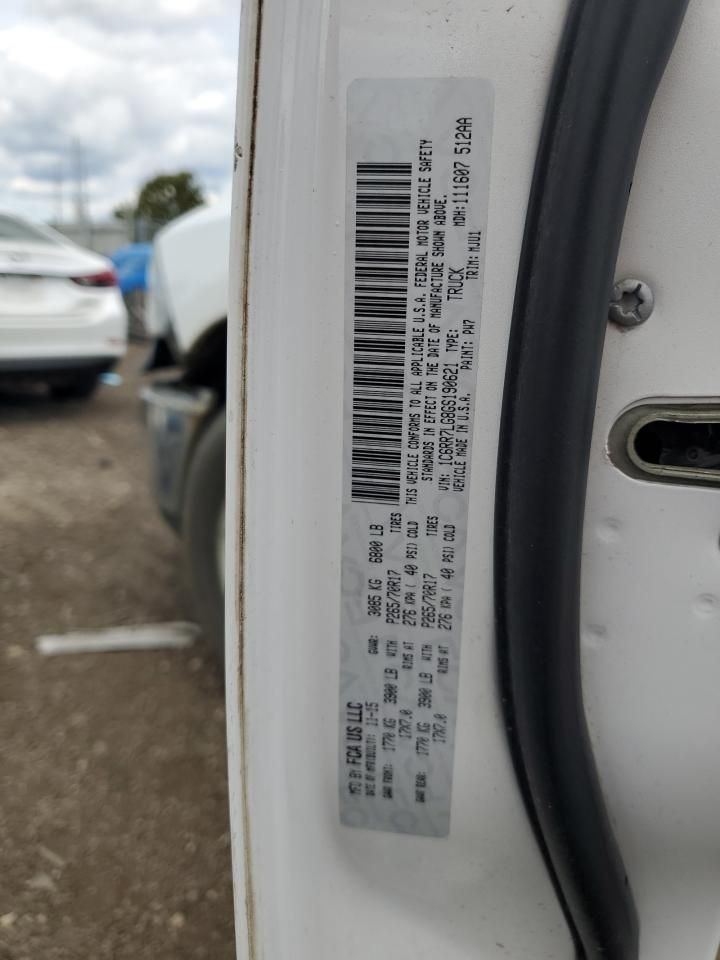 MFD BY FCA US LLC
DATE OF MFR: 11-15 GVWR: 3085 KG 6800 LB
GAWR FRONT: 1770 KG 3900 LB WITH P265/70R17 TIRES
17X7.0 RIMS AT 276 KPA ( 40 PSI) COLD
GAWR REAR: 1770 KG 3900 LB WITH P265/70R17 TIRES
17X7.0 RIMS AT 276 KPA ( 40 PSI) COLD
THIS VEHICLE CONFORMS TO ALL APPLICABLE U.S.A. FEDERAL MOTOR VEHICLE SAFETY
STANDARDS IN EFFECT ON THE DATE OF MANUFACTURE SHOWN ABOVE.
VIN: 1C6RR7LG8GS190621 TYPE: TRUCK MDH:111607 512AA
VEHICLE MADE IN U.S.A. PAINT: PW7 TRIM: MJU1